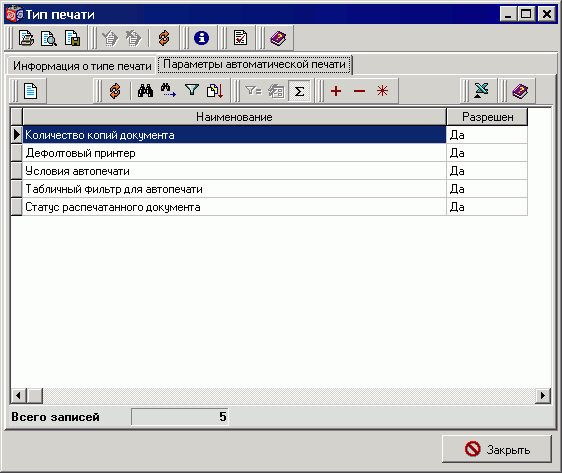 Тип печати
Информация о типе печати Параметры автоматической печати
Наименование Разрешен
Количество копий документа Да
Дефолтовый принтер Да
Условия автопечати Да
Табличный фильтр для автопечати Да
Статус распечатанного документа Да
Всего записей 5
Закрыть